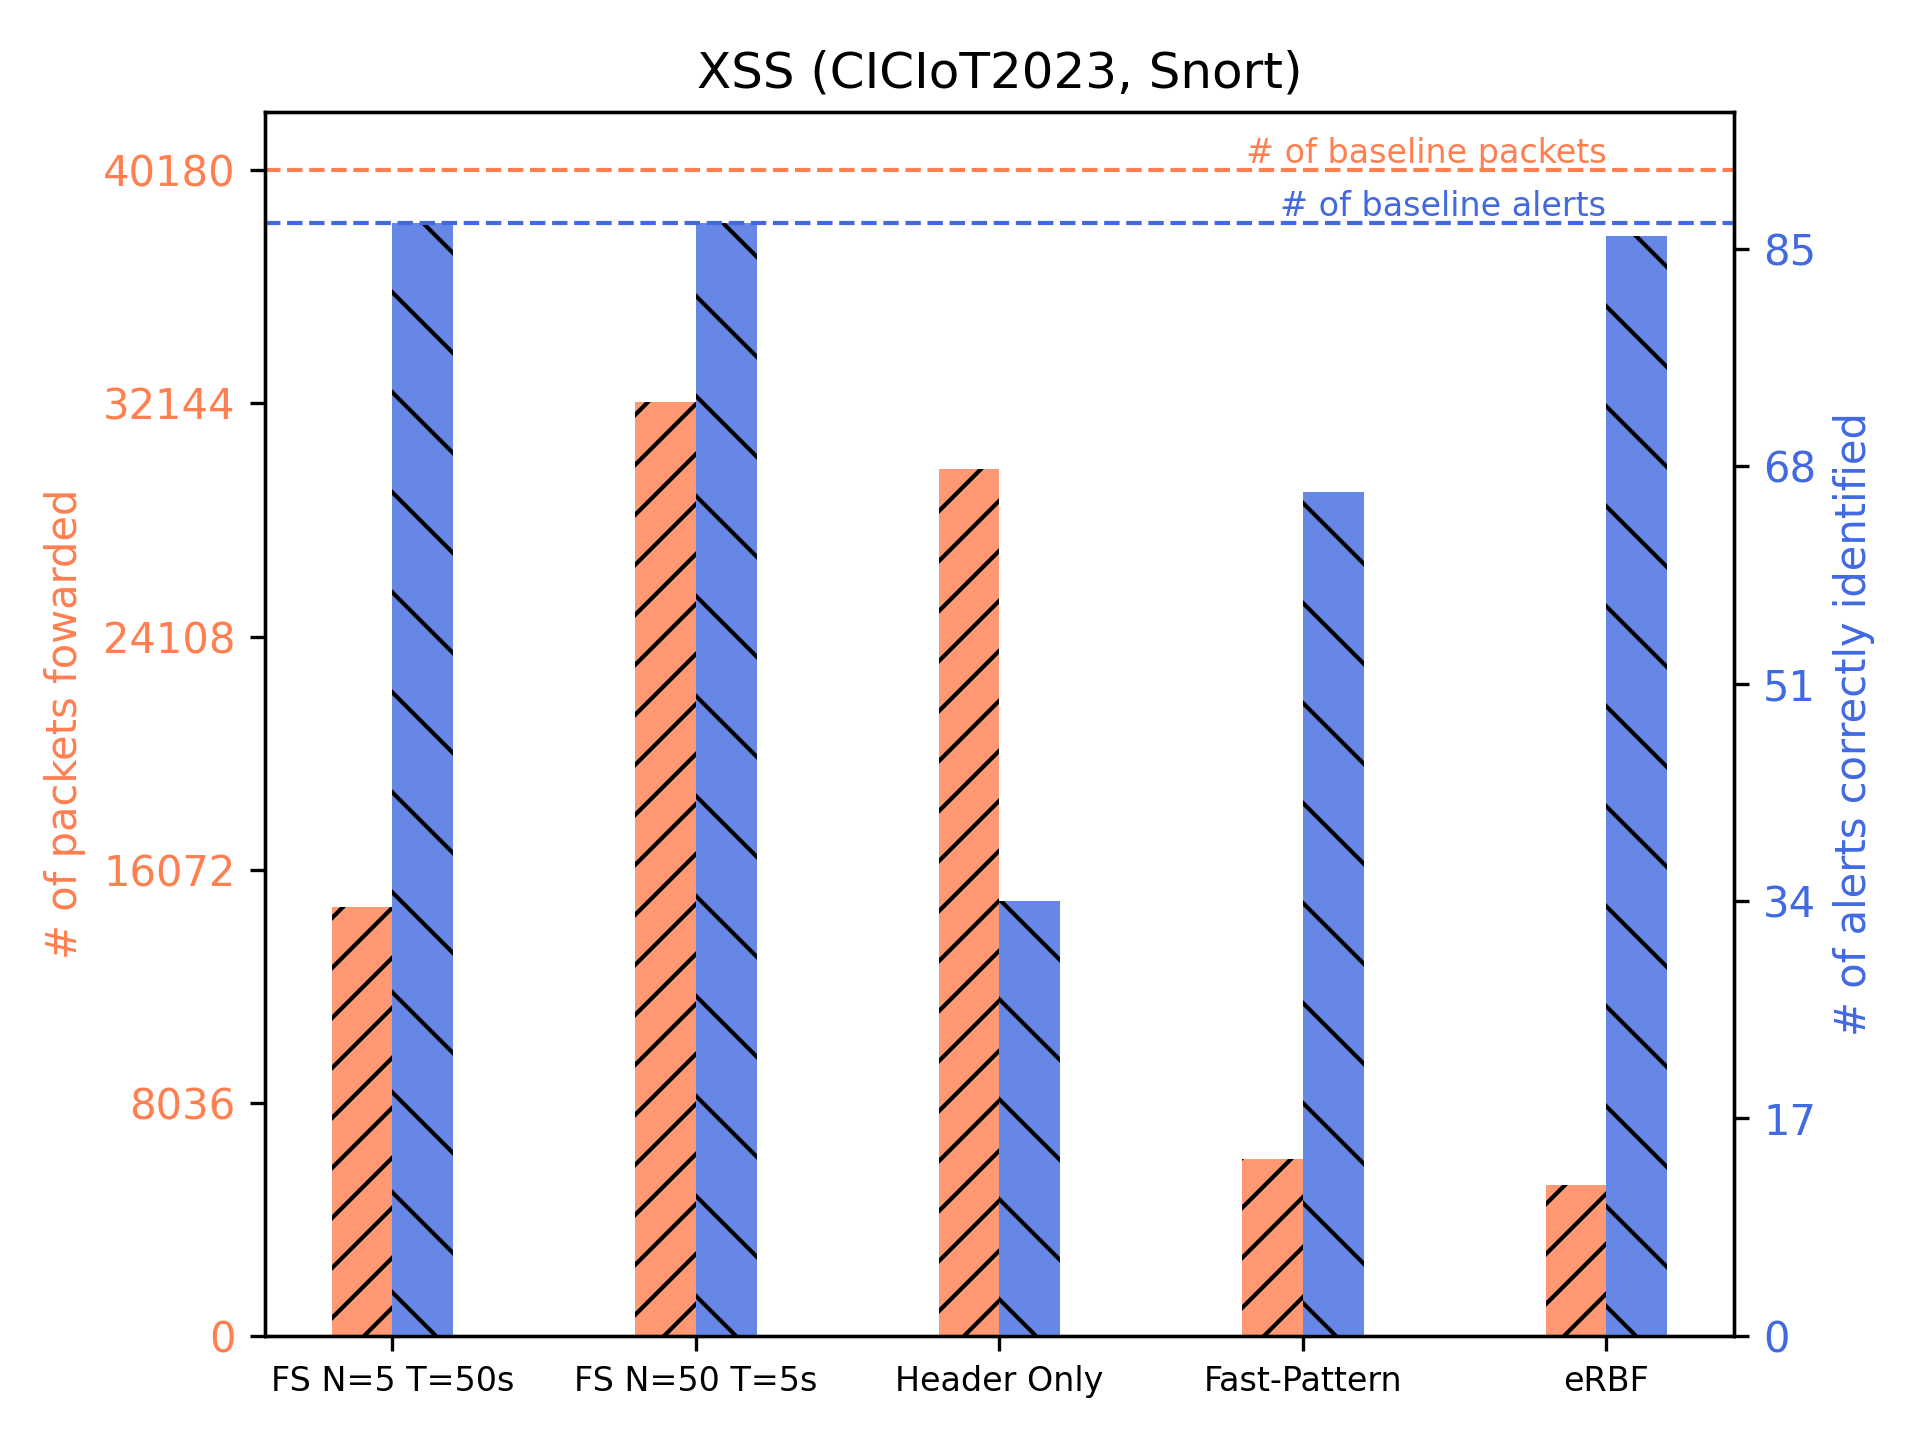 XSS (CICIoT2023, Snort)
# of baseline packets
# of baseline alerts
40180
32144
24108
16072
8036
0
# of packets fowarded
85
68
51
34
17
0
# of alerts correctly identified
FS N=5 T=50s
FS N=50 T=5s
Header Only
Fast-Pattern
eRBF